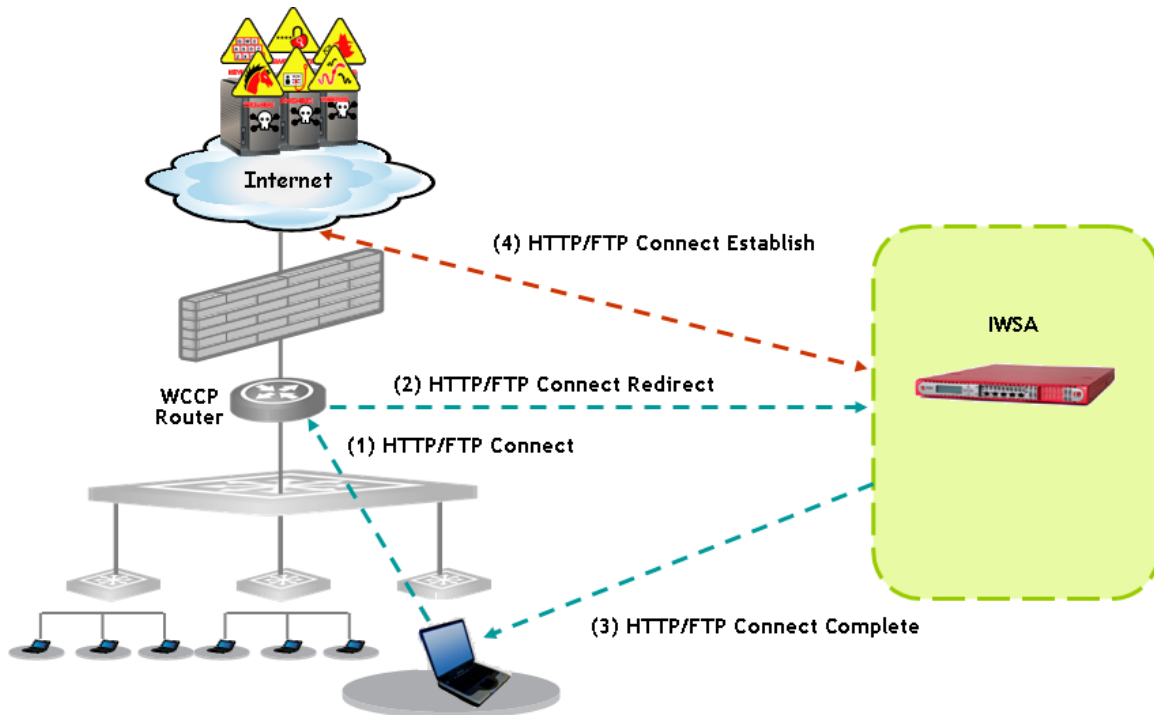 Internet
(4) HTTP/FTP Connect Establish
IWSA
WCCP
Router
(2) HTTP/FTP Connect Redirect
(1) HTTP/FTP Connect
(3) HTTP/FTP Connect Complete